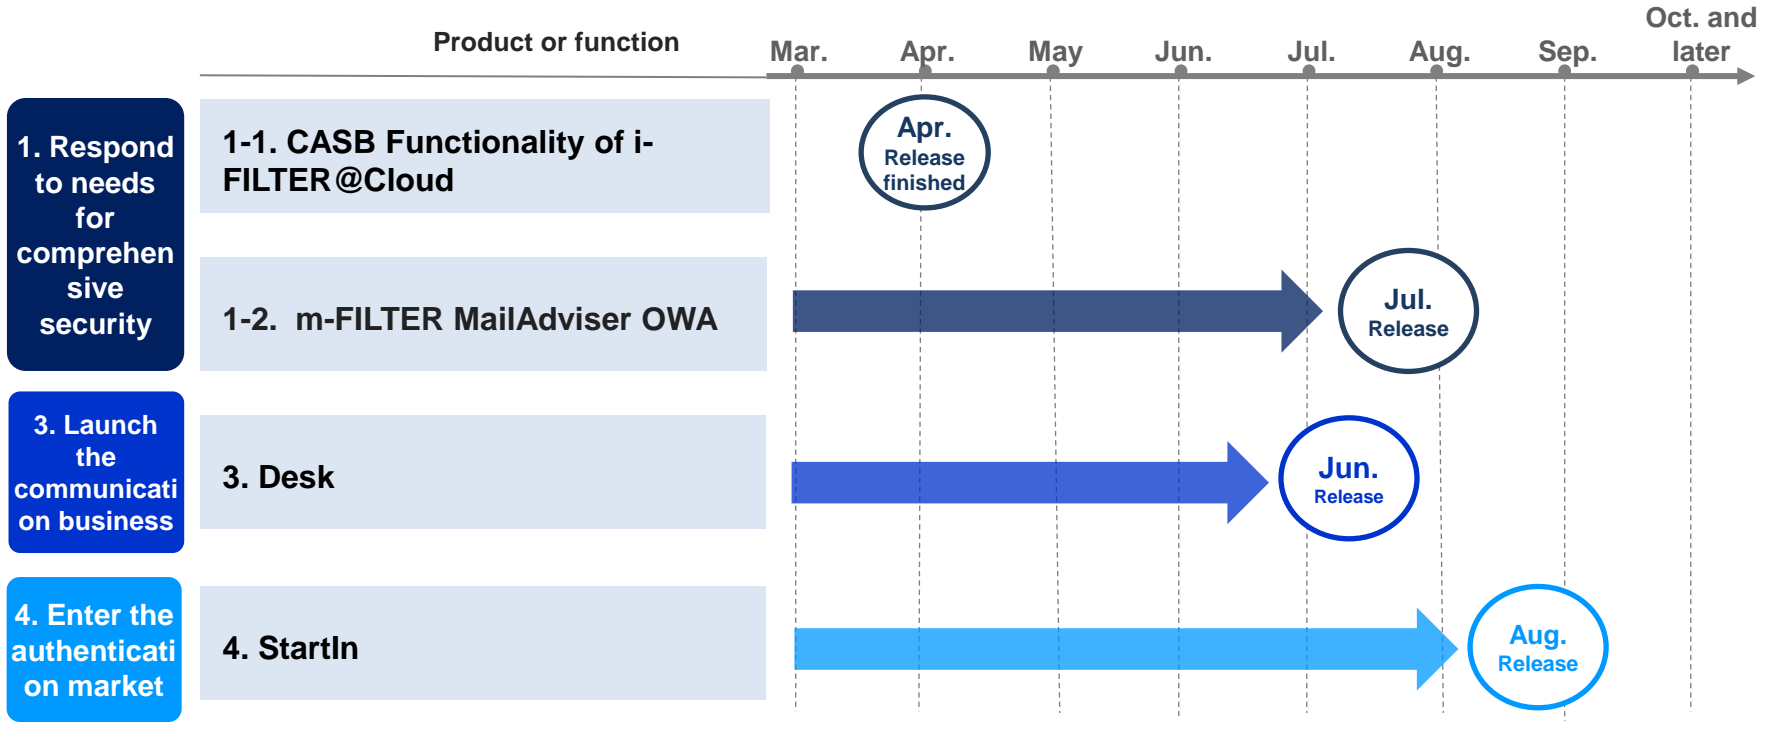 Product or function
Mar.
Apr.
May
Jun.
Jul.
Aug.
Sep.
Oct. and
later
1. Respond
to needs
for
comprehen
sive
security
1-1. CASB Functionality of i-
FILTER@Cloud
Apr.
Release
finished
1-2.  m-FILTER MailAdviser OWA
Jul.
Release
3. Launch
the
communicati
on business
3. Desk
Jun.
Release
4. Enter the
authenticati
on market
4. StartIn
Aug.
Release